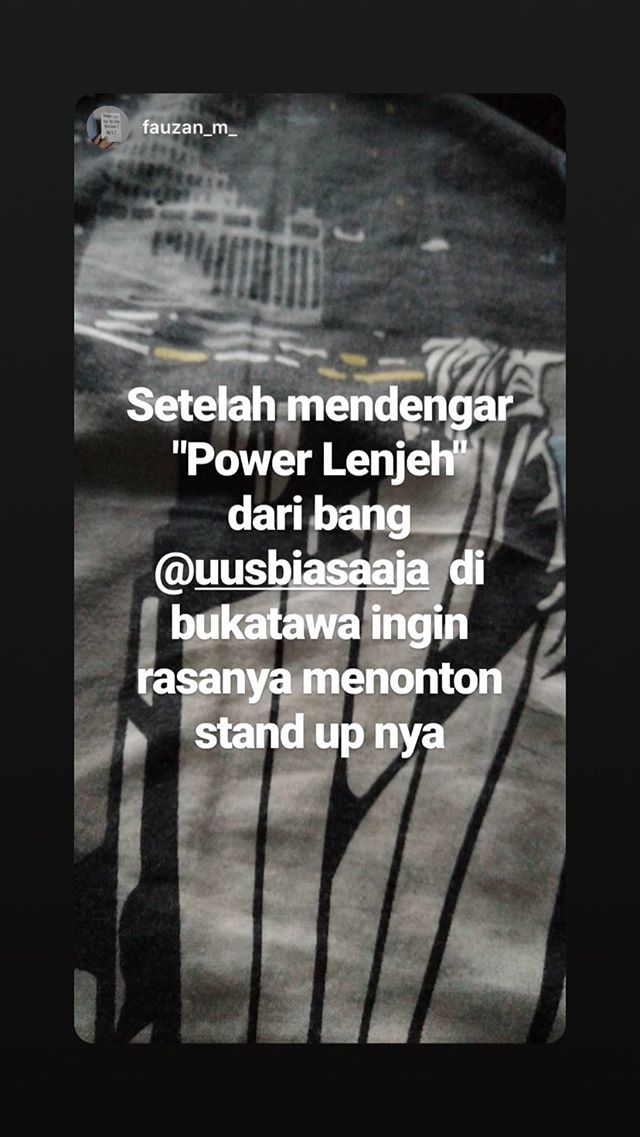 fauzan_m_
Setelah mendengar
"Power Lenjeh"
dari bang
@uusbiasaaja di
bukatawa ingin
rasanya menonton
stand up nya